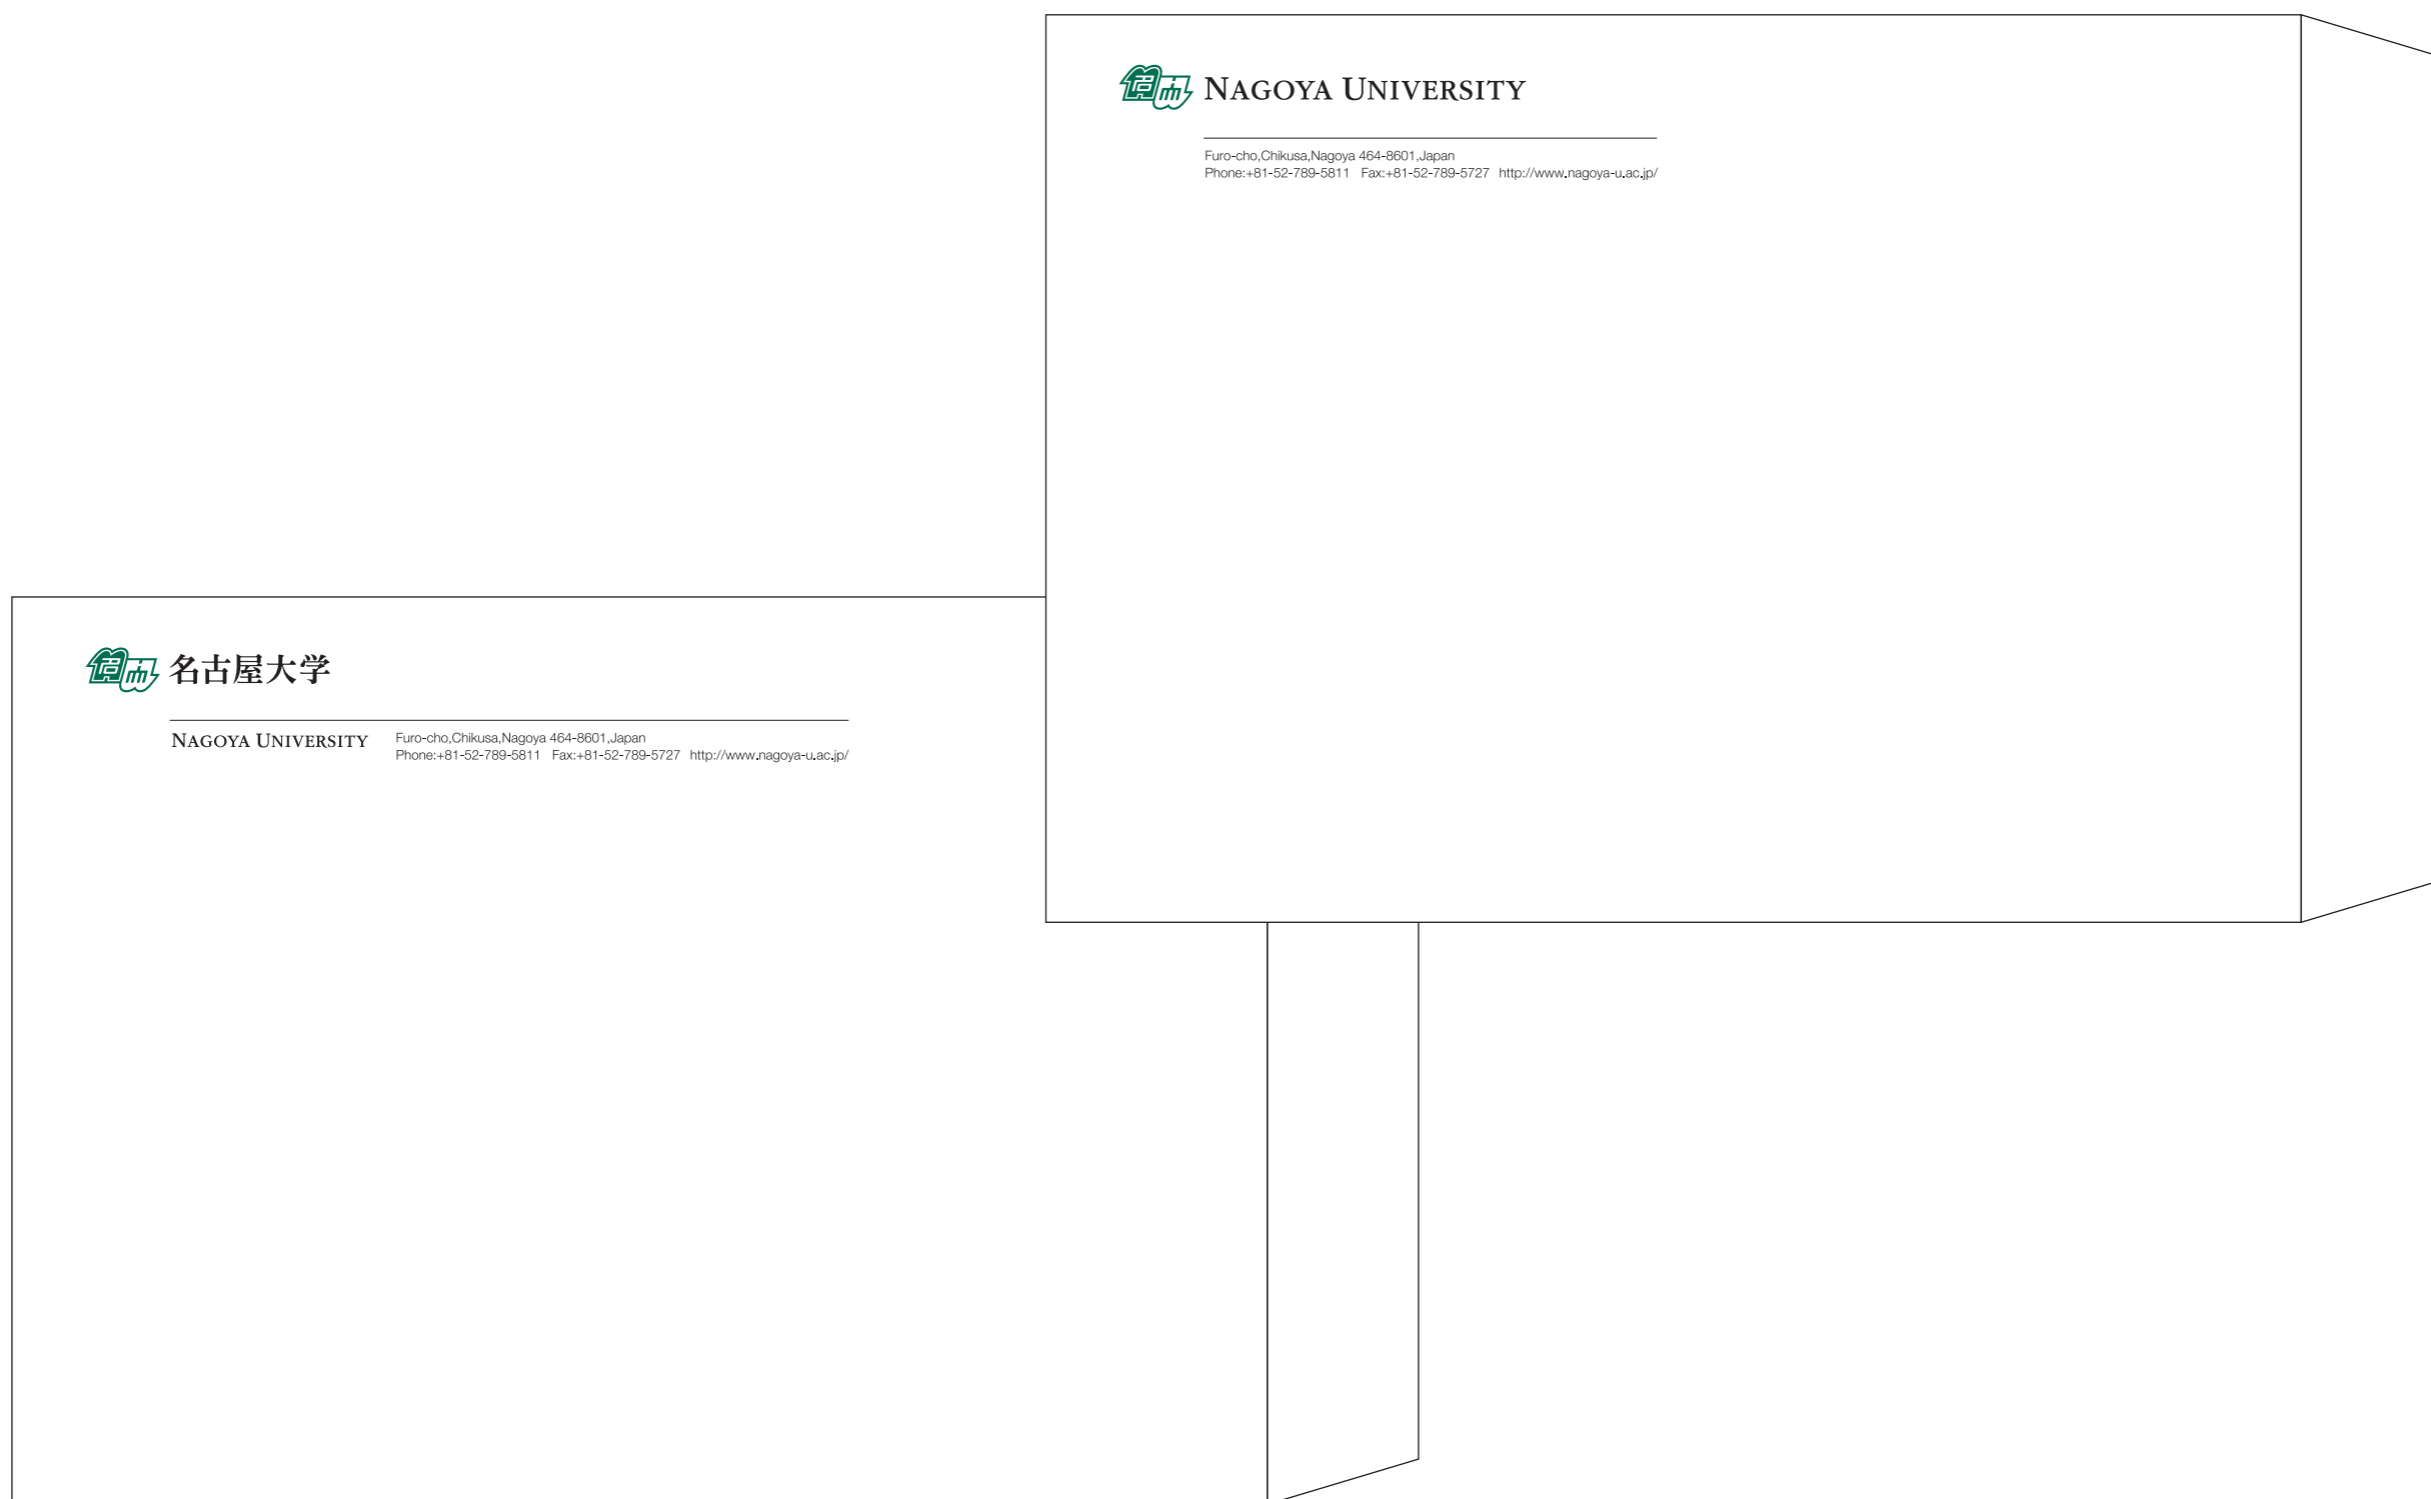 NAGOYA UNIVERSITY
Furo-cho,Chikusa,Nagoya 464-8601,Japan
Phone:+81-52-789-5811 Fax:+81-52-789-5727 http://www.nagoya-u.ac.jp/
名古屋大学
NAGOYA UNIVERSITY
Furo-cho,Chikusa,Nagoya 464-8601,Japan
Phone:+81-52-789-5811 Fax:+81-52-789-5727 http://www.nagoya-u.ac.jp/